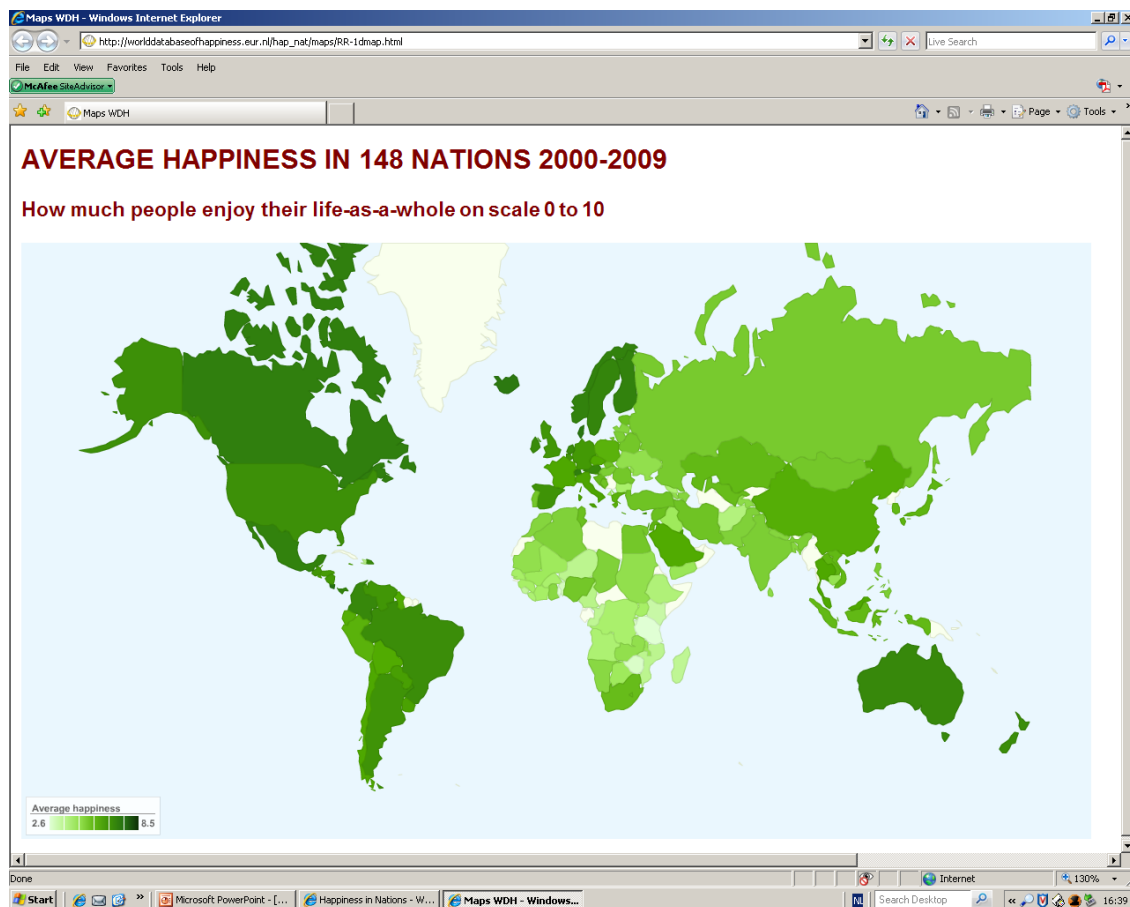 Maps WDH - Windows Internet Explorer
http://worlddatabaseofhappiness.eur.nl/hap_nat/maps/RR-1dmap.html
Live Search
File Edit View Favorites Tools Help
McAfee SiteAdvisor
Maps WDH
Page Tools
AVERAGE HAPPINESS IN 148 NATIONS 2000-2009
How much people enjoy their life-as-a-whole on scale 0 to 10
Average happiness
2.6 8.5
Done Internet 130%
Start » Microsoft PowerPoint - [... Happiness in Nations - W... Maps WDH - Windows... NL Search Desktop « 16:39